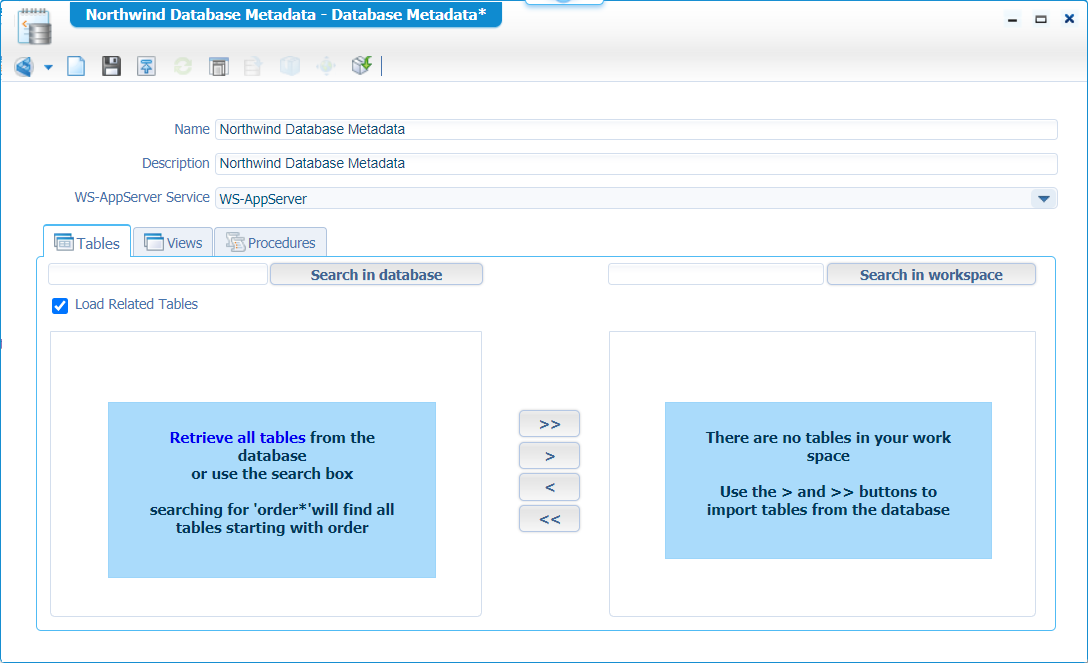 Northwind Database Metadata - Database Metadata*
Name Northwind Database Metadata
Description Northwind Database Metadata
WS-AppServer Service WS-AppServer
Tables Views Procedures
Search in database Search in workspace
Load Related Tables
Retrieve all tables from the
database
or use the search box
searching for 'order*'will find all
tables starting with order
>>
>
<
<<
There are no tables in your work
space
Use the > and >> buttons to
import tables from the database